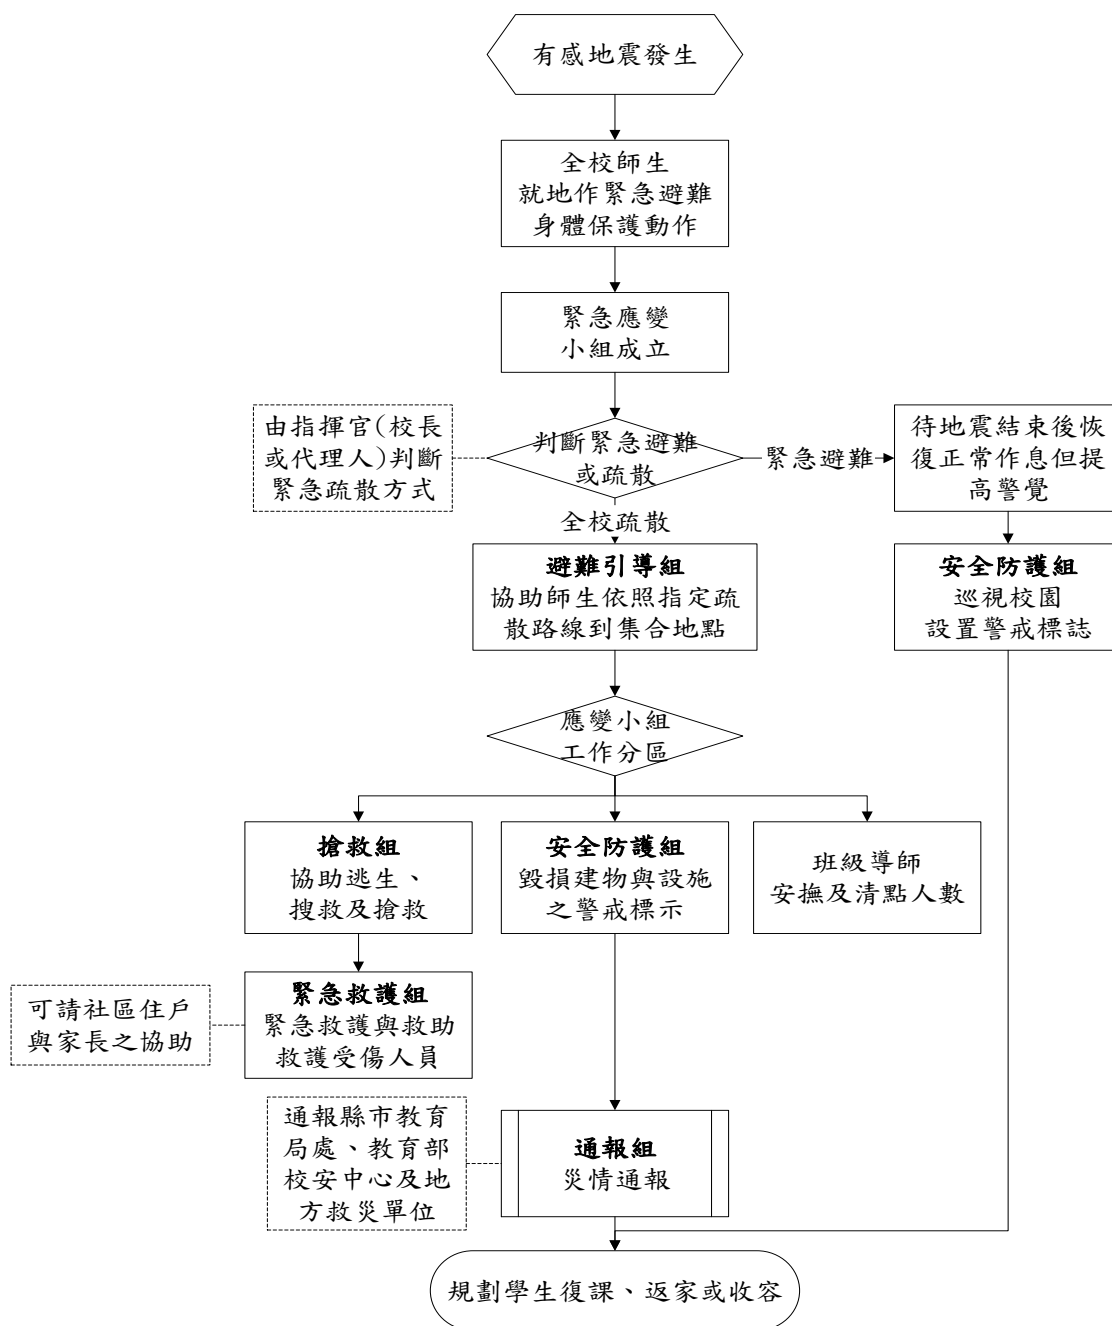 有感地震發生
全校師生
就地作緊急避難
身體保護動作
緊急應變
小組成立
由指揮官(校長
或代理人)判斷
緊急疏散方式
判斷緊急避難
或疏散
緊急避難
待地震結束後恢
復正常作息但提
高警覺
全校疏散
避難引導組
協助師生依照指定疏
散路線到集合地點
安全防護組
巡視校園
設置警戒標誌
應變小組
工作分區
搶救組
協助逃生、
搜救及搶救
安全防護組
毀損建物與設施
之警戒標示
班級導師
安撫及清點人數
可請社區住戶
與家長之協助
緊急救護組
緊急救護與救助
救護受傷人員
通報縣市教育
局處、教育部
校安中心及地
方救災單位
通報組
災情通報
規劃學生復課、返家或收容